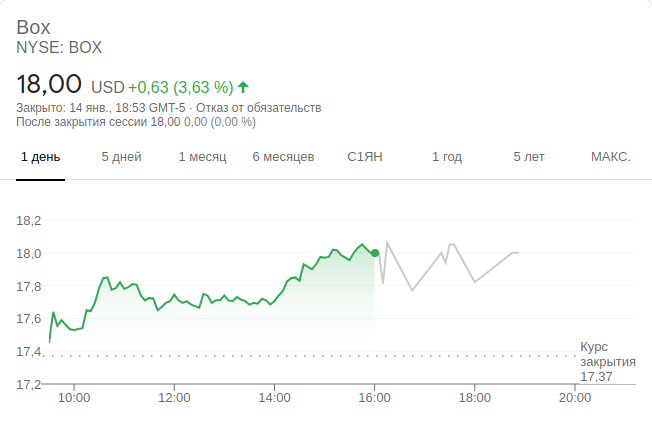 Box
NYSE: BOX
18,00 USD +0,63 (3,63 %)
Закрыто: 14 янв., 18:53 GMT-5 · Отказ от обязательств
После закрытия сессии 18,00 0,00 (0,00 %)
1 день 5 дней 1 месяц 6 месяцев С1ЯН 1 год 5 лет МАКС.
18,2
18,0
17,8
17,6
17,4
17,2
Курс
закрытия
17,37
10:00 12:00 14:00 16:00 18:00 20:00